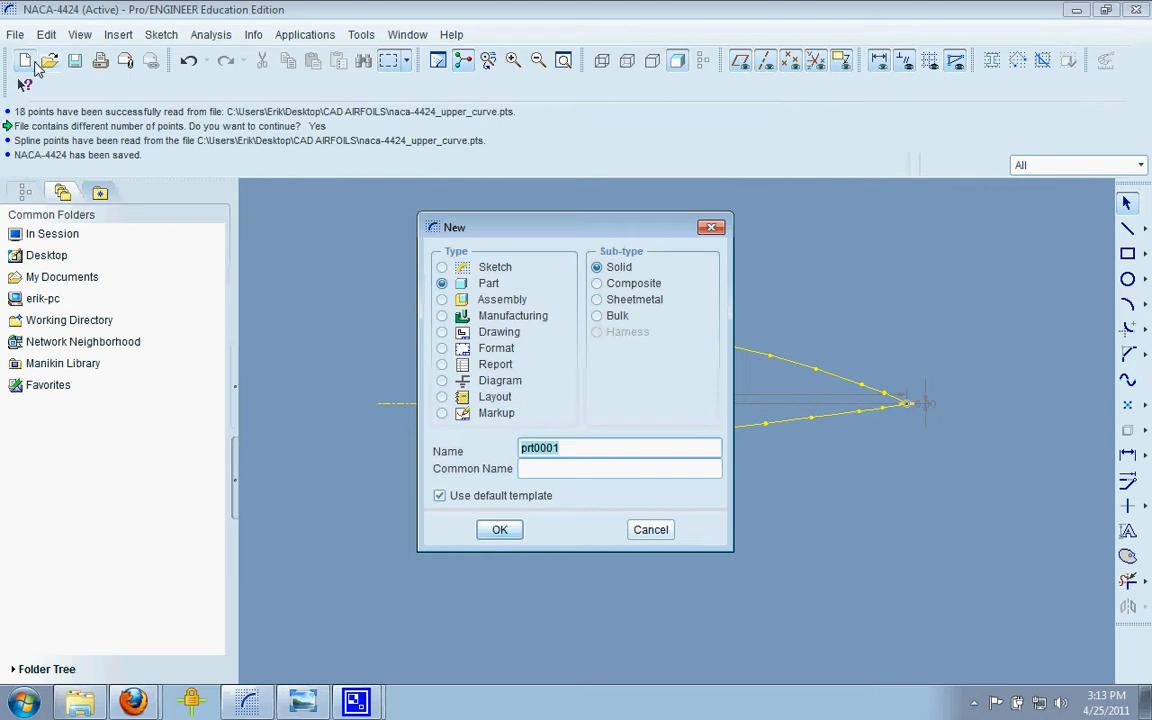 NACA-4424 (Active) - Pro/ENGINEER Education Edition
File Edit View Insert Sketch Analysis Info Applications Tools Window Help
18 points have been successfully read from file: C:\Users\Erik\Desktop\CAD AIRFOILS\naca-4424_upper_curve.pts.
File contains different number of points. Do you want to continue? Yes
Spline points have been read from the file C:\Users\Erik\Desktop\CAD AIRFOILS\naca-4424_upper_curve.pts.
NACA-4424 has been saved.
All
Common Folders
In Session
Desktop
My Documents
erik-pc
Working Directory
Network Neighborhood
Manikin Library
Favorites
Folder Tree
New
Type
Sketch
Part
Assembly
Manufacturing
Drawing
Format
Report
Diagram
Layout
Markup
Sub-type
Solid
Composite
Sheetmetal
Bulk
Harness
Name prt0001
Common Name
Use default template
OK Cancel
3:13 PM
4/25/2011